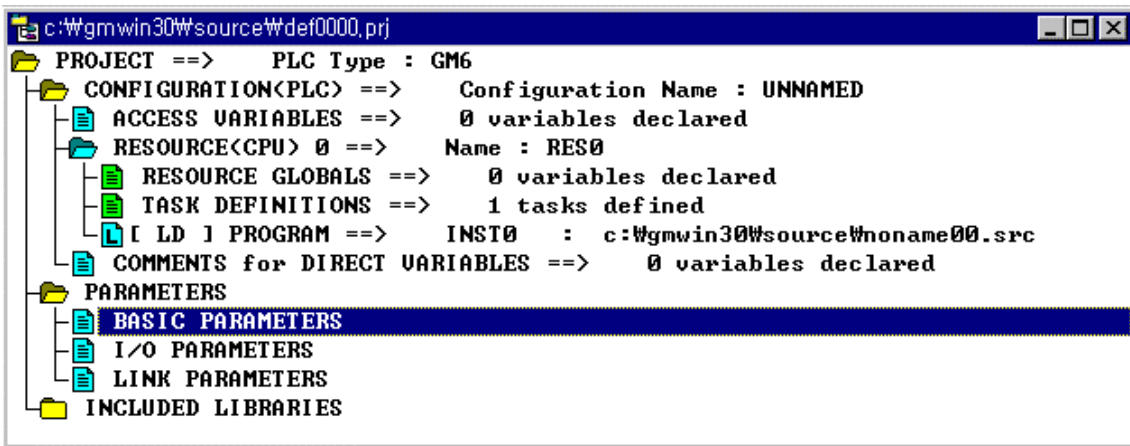 c:₩gmwin30₩source₩def0000.prj
PROJECT ==> PLC Type : GM6
CONFIGURATION(PLC) ==> Configuration Name : UNNAMED
ACCESS VARIABLES ==> 0 variables declared
RESOURCE(CPU) 0 ==> Name : RES0
RESOURCE GLOBALS ==> 0 variables declared
TASK DEFINITIONS ==> 1 tasks defined
L [ LD ] PROGRAM ==> INST0 : c:₩gmwin30₩source₩noname00.src
COMMENTS for DIRECT VARIABLES ==> 0 variables declared
PARAMETERS
BASIC PARAMETERS
I/O PARAMETERS
LINK PARAMETERS
INCLUDED LIBRARIES